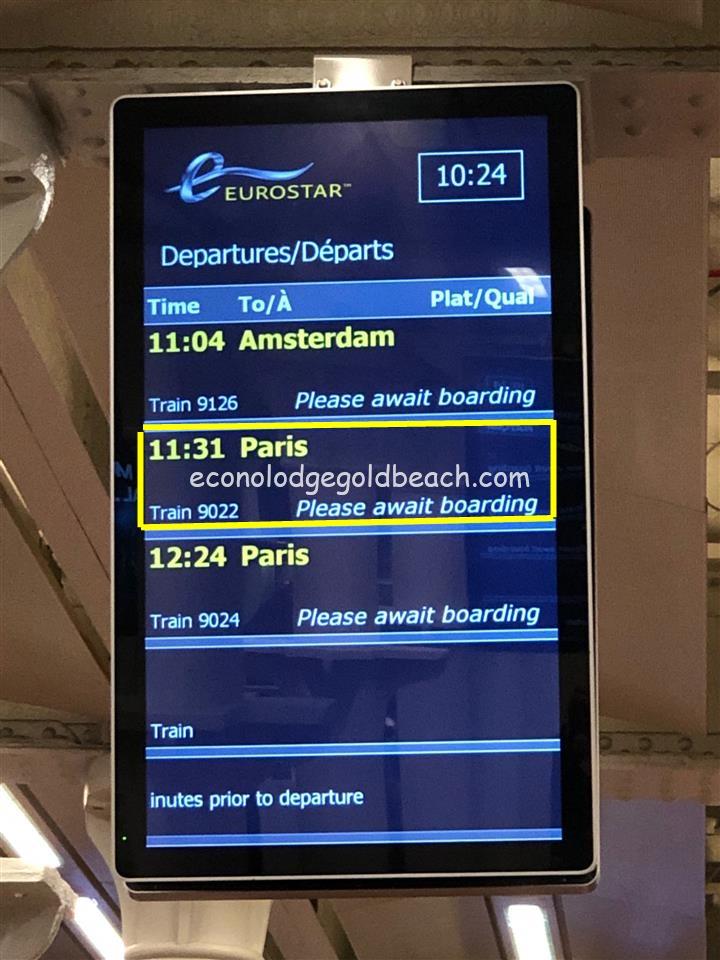 EUROSTAR™
10:24
Departures/Départs
Time To/À Plat/Quai
11:04 Amsterdam
Train 9126 Please await boarding
11:31 Paris
econolodgegoldbeach.com
Train 9022 Please await boarding
12:24 Paris
Train 9024 Please await boarding
Train
inutes prior to departure